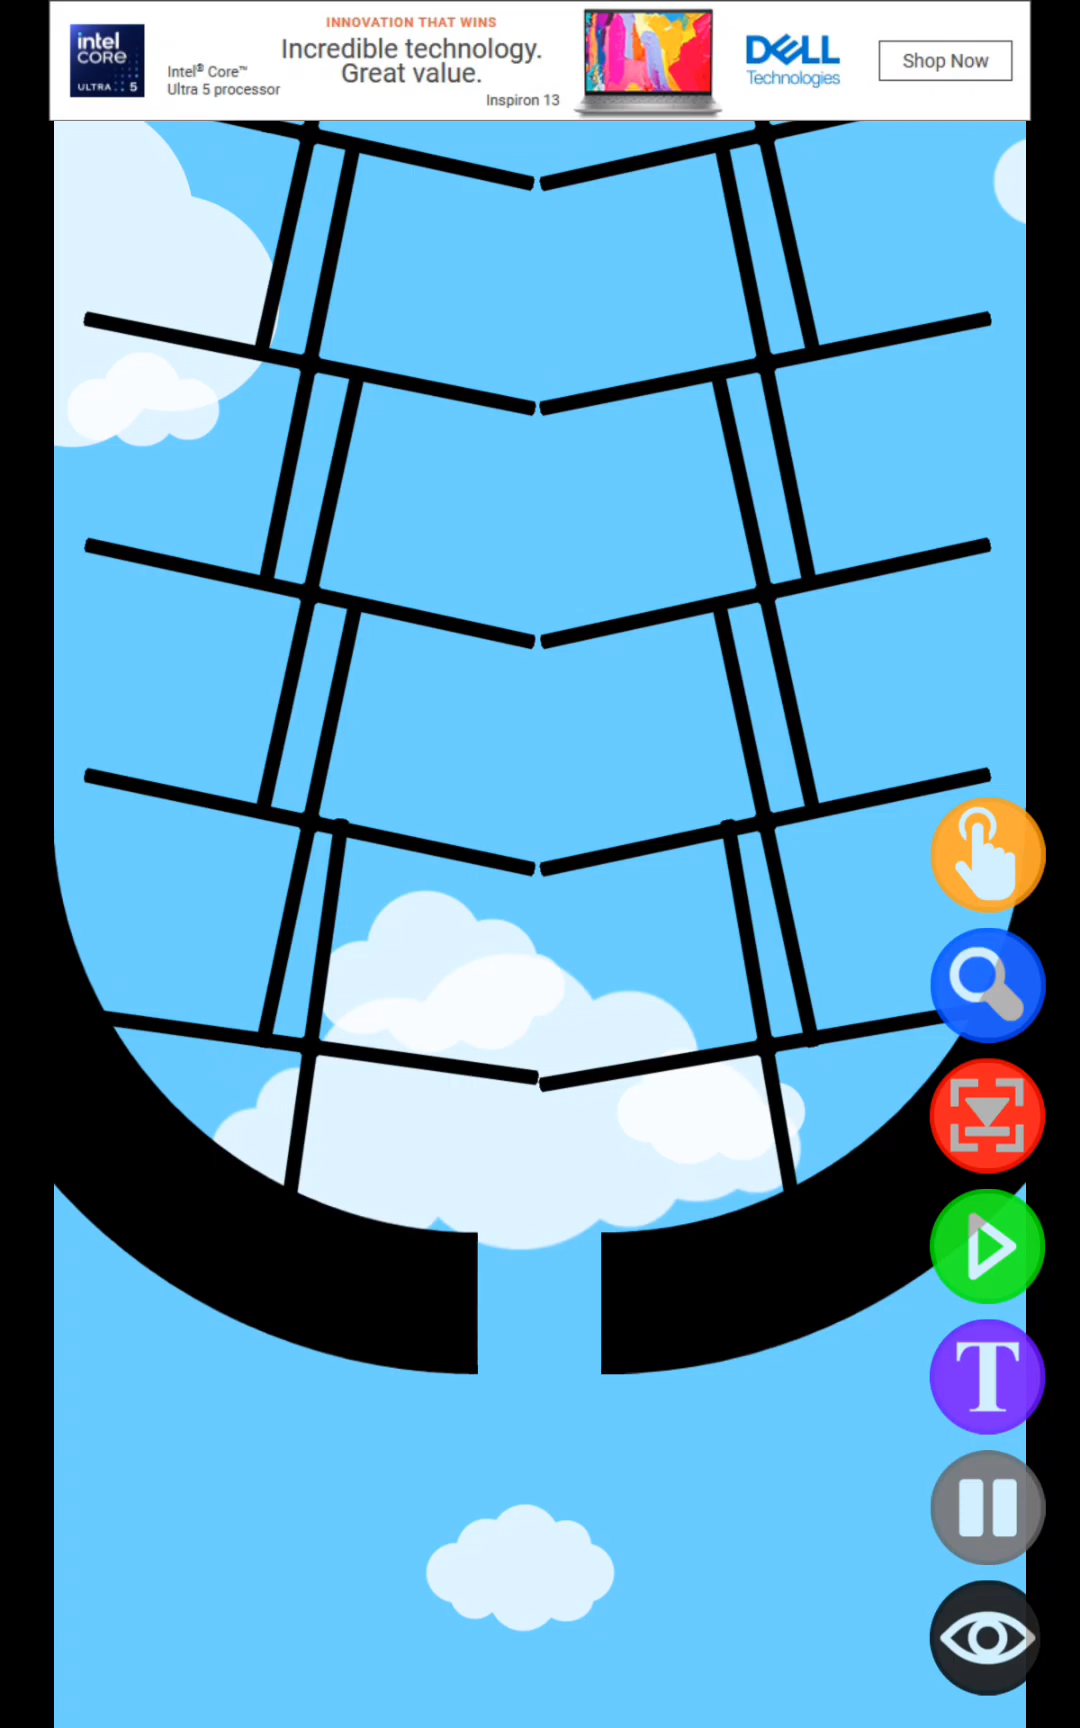 intel
CORE
ULTRA 5
Intel® Core™
Ultra 5 processor
INNOVATION THAT WINS
Incredible technology.
Great value.
Inspiron 13
DELL
Technologies
Shop Now
T